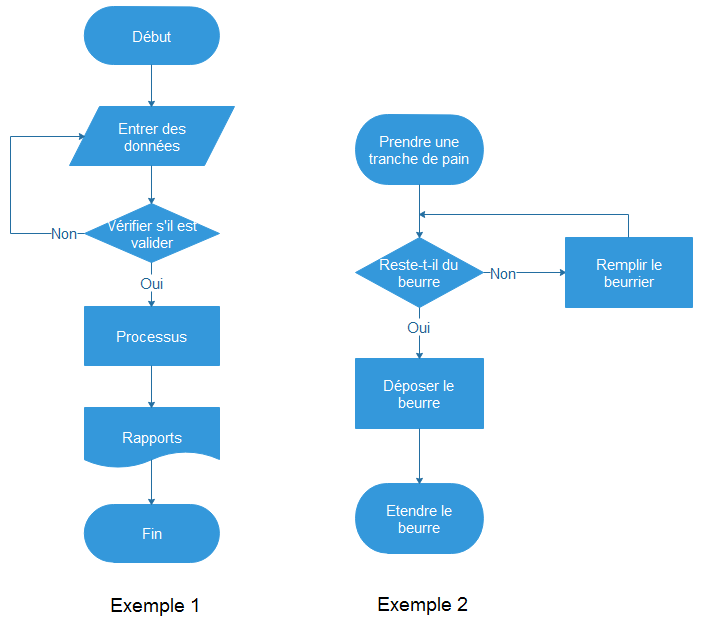 Début
Entrer des
données
Vérifier s'il est
valider
Non
Oui
Processus
Rapports
Fin
Exemple 1
Prendre une
tranche de pain
Reste-t-il du
beurre
Non
Remplir le
beurrier
Oui
Déposer le
beurre
Etendre le
beurre
Exemple 2